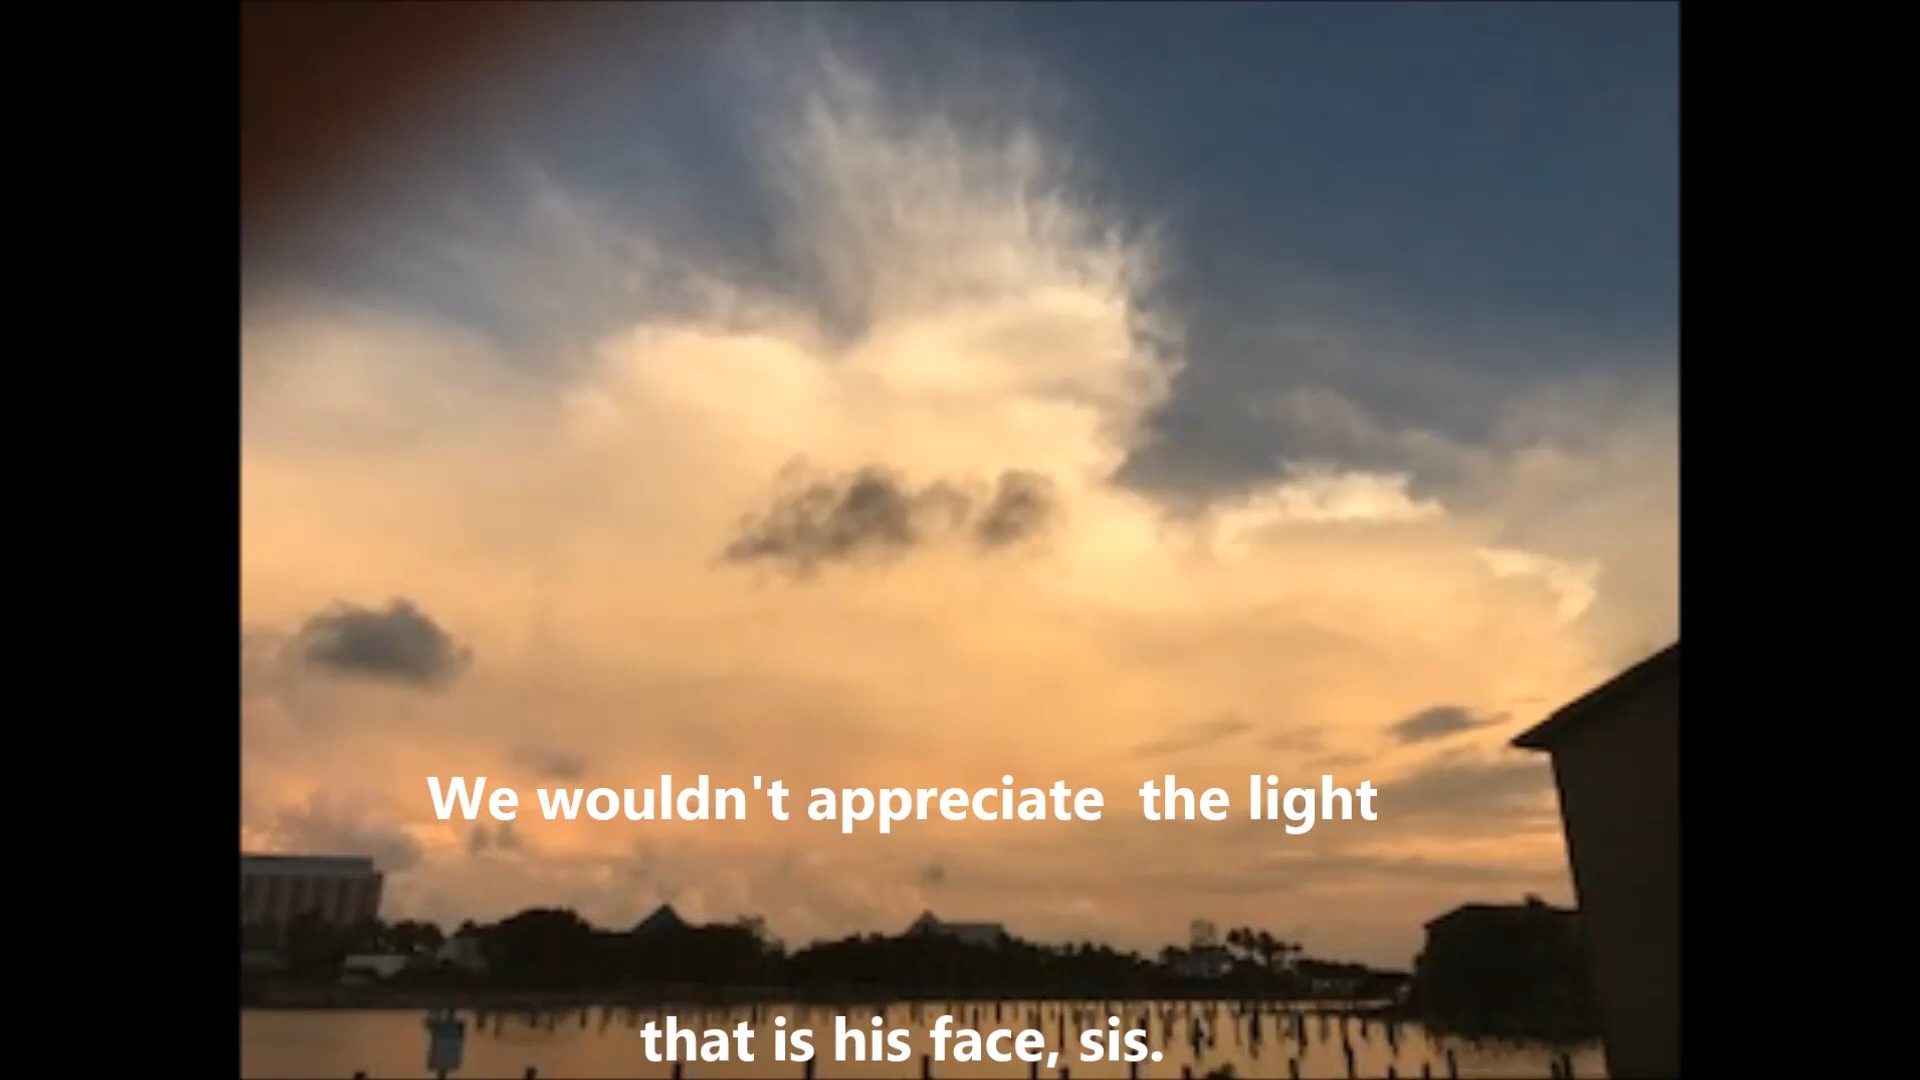 We wouldn't appreciate  the light
that is his face, sis.